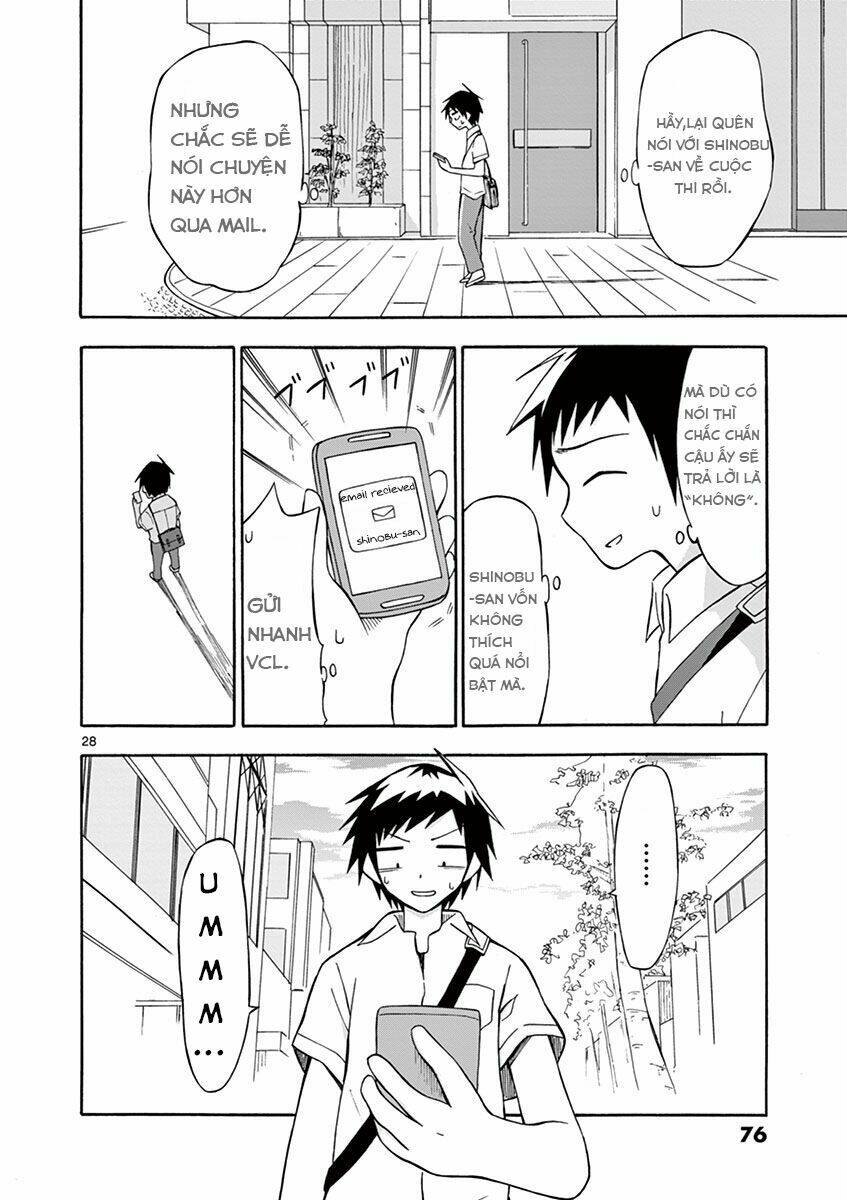 HẦY,LẠI QUÊN
NÓI VỚI SHINOBU
-SAN VỀ CUỘC
THI RỒI.
NHƯNG
CHẮC SẼ DỄ
NÓI CHUYỆN
NÀY HƠN
QUA MAIL.
MÀ DÙ CÓ
NÓI THÌ
CHẮC CHẮN
CẬU ẤY SẼ
TRẢ LỜI LÀ
"KHÔNG".
SHINOBU
-SAN VỐN
KHÔNG
THÍCH
QUÁ NỔI
BẬT MÀ.
ブブブ
email recieved
shinobu-san
GỬI
NHANH
VCL.
28
......
UMMM...
76